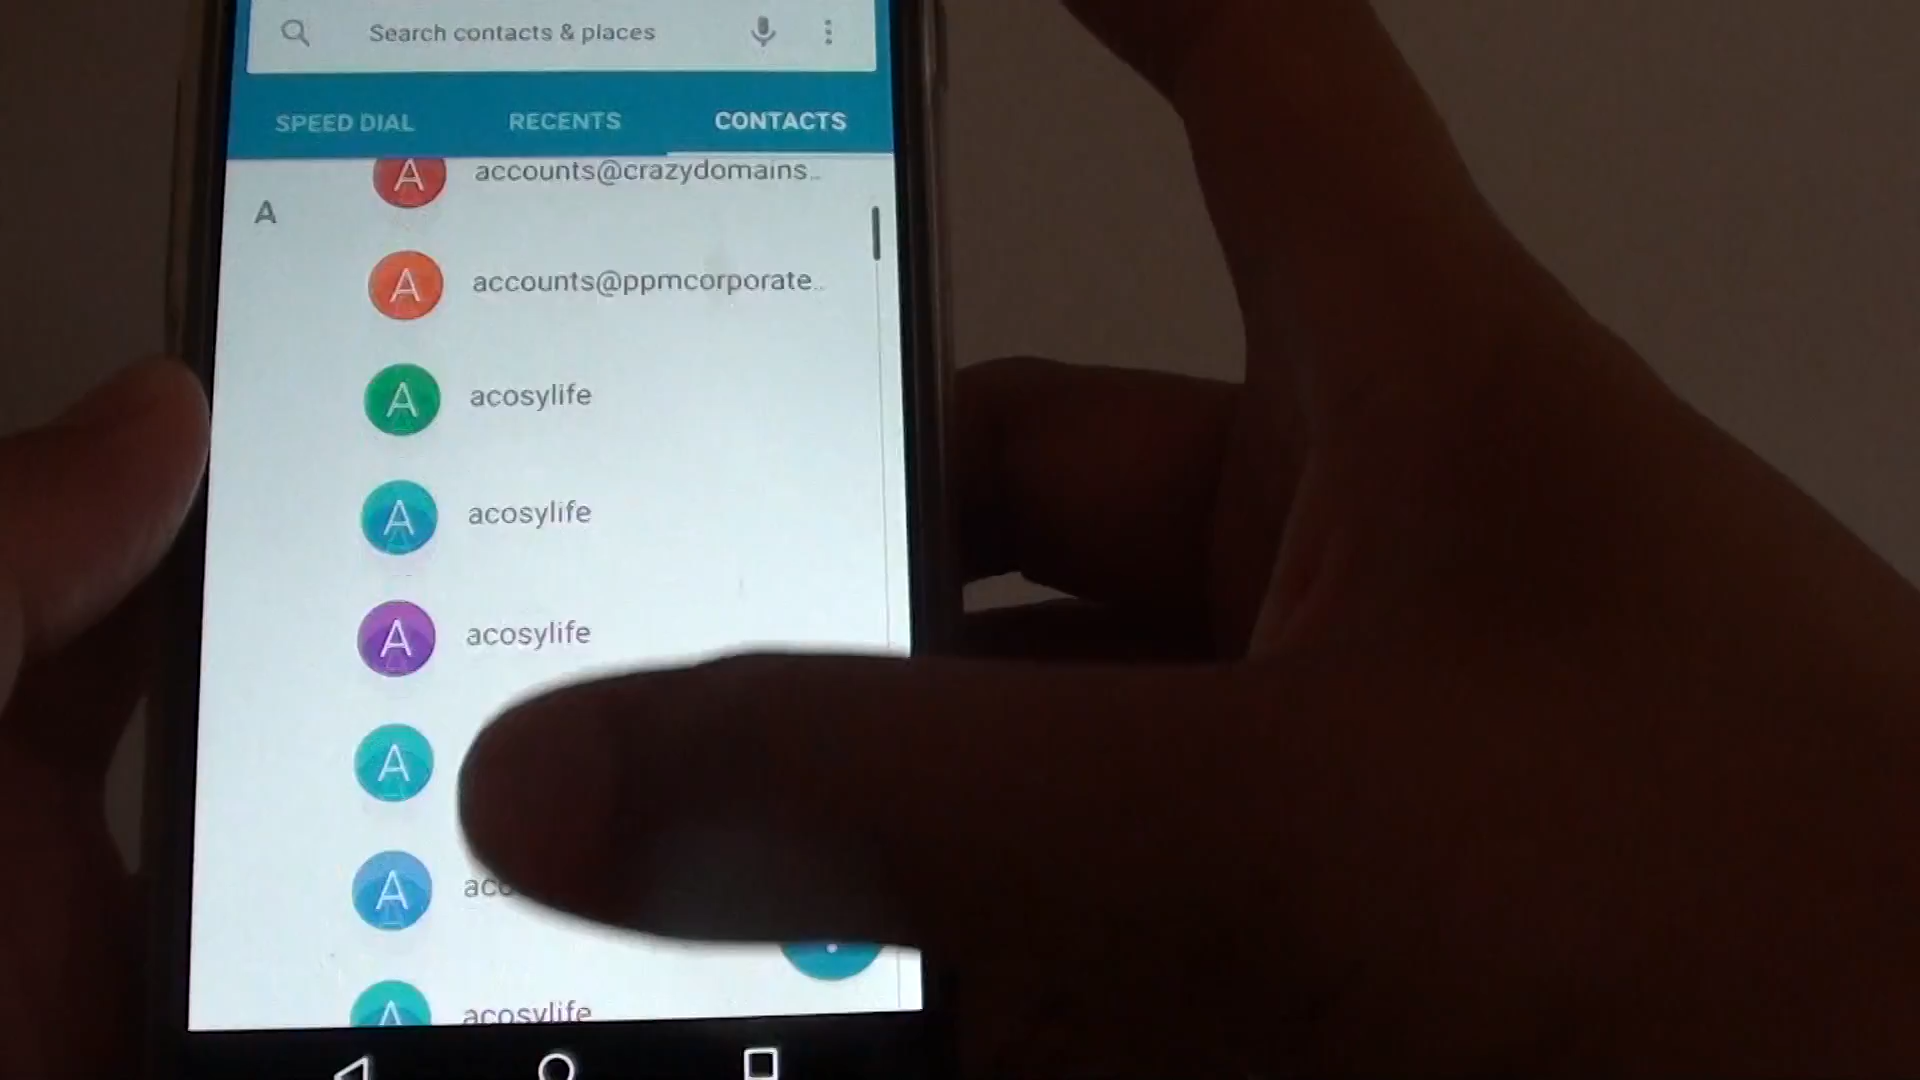 Search contacts & places
SPEED DIAL RECENTS CONTACTS
A accounts@crazydomains..
A
A accounts@ppmcorporate..
A acosylife
A acosylife
A acosylife
A
A
A acosylife